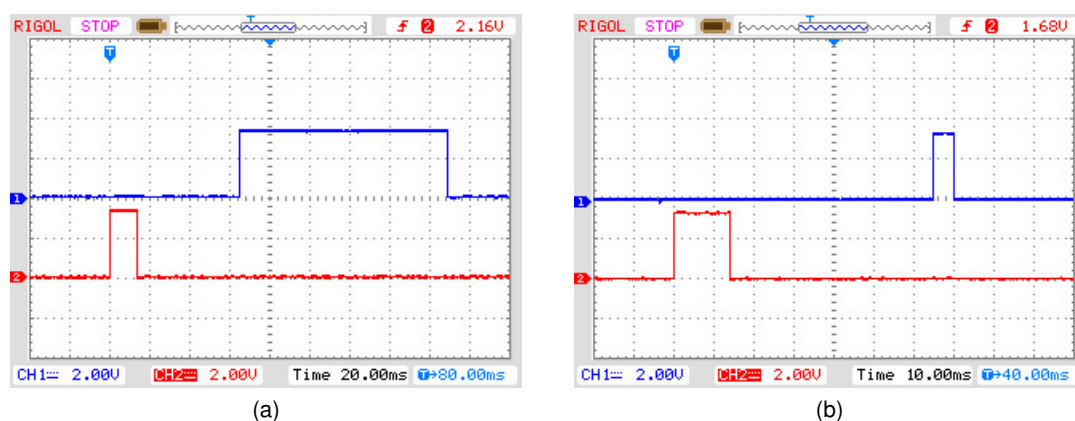 RIGOL STOP T f 2 2.16V
T
1
2
CH1 2.00V CH2 2.00V Time 20.00ms T→80.00ms
(a)
RIGOL STOP T f 2 1.68V
T
1
2
CH1 2.00V CH2 2.00V Time 10.00ms T→40.00ms
(b)